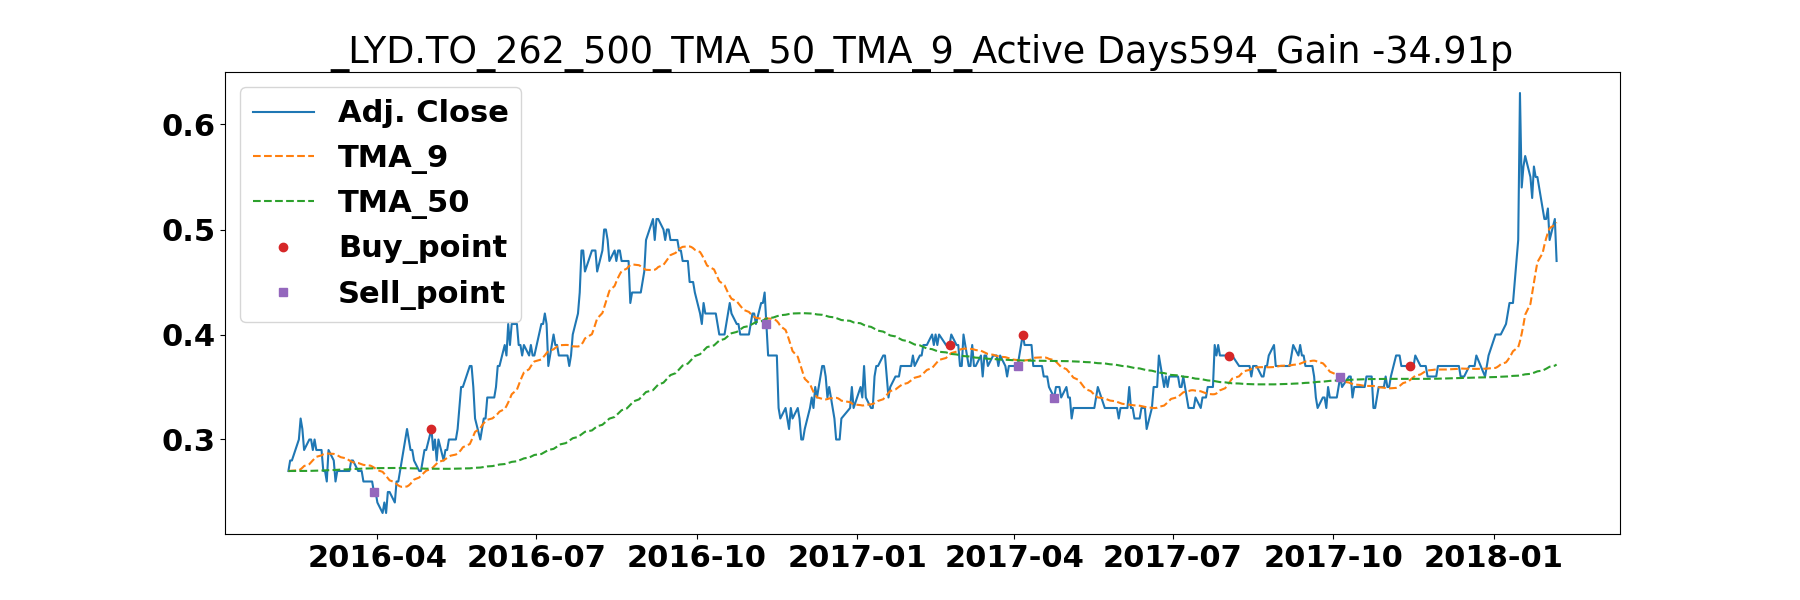 _LYD.TO_262_500_TMA_50_TMA_9_Active Days594_Gain -34.91p
Adj. Close
TMA_9
TMA_50
Buy_point
Sell_point
0.6
0.5
0.4
0.3
2016-04 2016-07 2016-10 2017-01 2017-04 2017-07 2017-10 2018-01